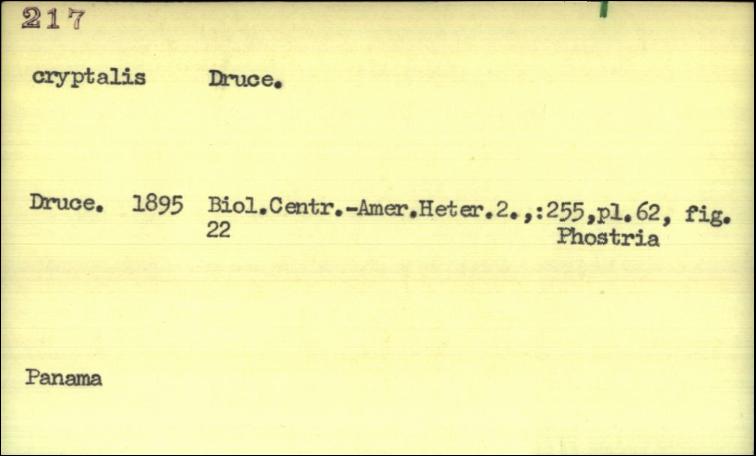 217
cryptalis Druce.
Druce. 1895 Biol.Centr.-Amer.Heter.2.,:255,pl.62, fig.
22 Phostria
Panama